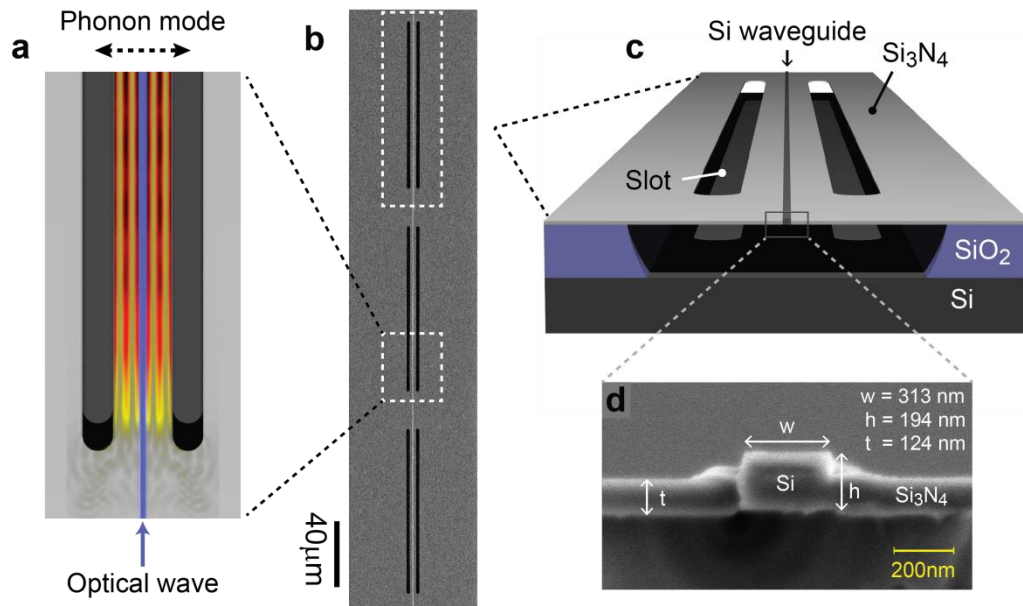 Phonon mode
a
Optical wave
b
40μm
c
Si waveguide
Si₃N₄
Slot
SiO₂
Si
d
w = 313 nm
h = 194 nm
t = 124 nm
w
t
Si
h
Si₃N₄
200nm